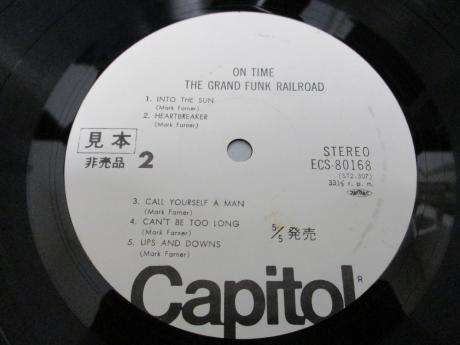 ON TIME
THE GRAND FUNK RAILROAD
1. INTO THE SUN
(Mark Farner)
2. HEARTBREAKER
(Mark Farner)
見本
非売品
2
STEREO
ECS-80168
(ST2-307)
33⅓ r. p. m.
3. CALL YOURSELF A MAN
(Mark Farner)
4. CAN'T BE TOO LONG
(Mark Farner)
5. UPS AND DOWNS
(Mark Farner)
5/5 発売
Capitol
R